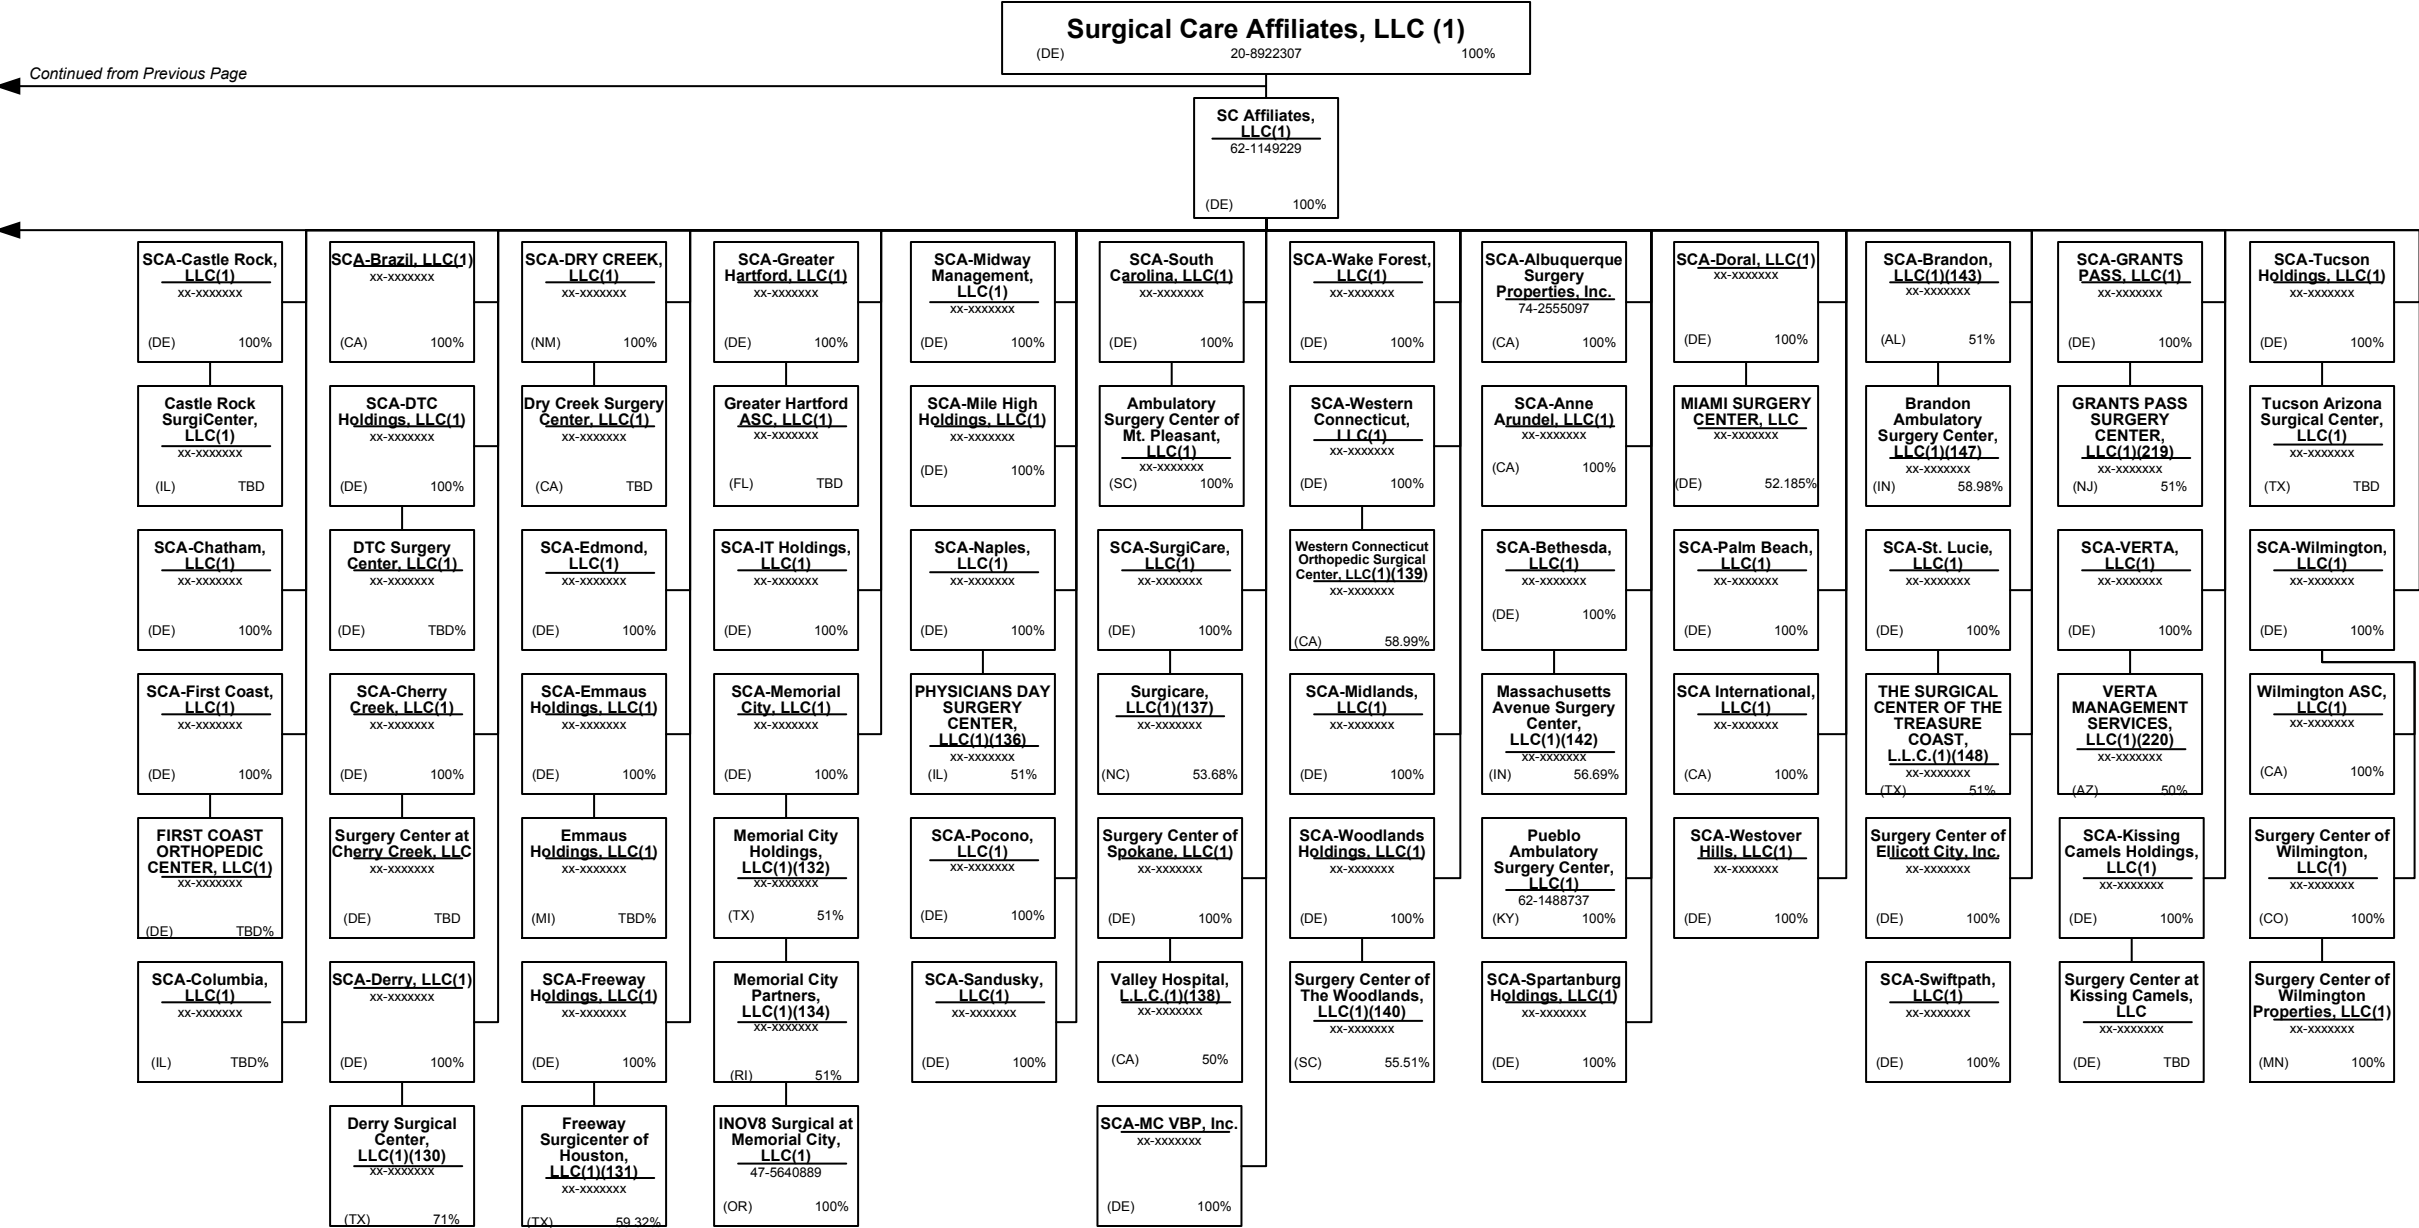 Surgical Care Affiliates, LLC (1)
(DE) 20-8922307 100%
Continued from Previous Page
SC Affiliates,
LLC(1)
62-1149229
(DE) 100%
SCA-Castle Rock,
LLC(1)
xx-xxxxxxx
(DE) 100%
Castle Rock
SurgiCenter,
LLC(1)
xx-xxxxxxx
(IL) TBD
SCA-Chatham,
LLC(1)
xx-xxxxxxx
(DE) 100%
SCA-First Coast,
LLC(1)
xx-xxxxxxx
(DE) 100%
FIRST COAST
ORTHOPEDIC
CENTER, LLC(1)
xx-xxxxxxx
(DE) TBD%
SCA-Columbia,
LLC(1)
xx-xxxxxxx
(IL) TBD%
SCA-Brazil, LLC(1)
xx-xxxxxxx
(CA) 100%
SCA-DTC
Holdings, LLC(1)
xx-xxxxxxx
(DE) 100%
DTC Surgery
Center, LLC(1)
xx-xxxxxxx
(DE) TBD%
SCA-Cherry
Creek, LLC(1)
xx-xxxxxxx
(DE) 100%
Surgery Center at
Cherry Creek, LLC
xx-xxxxxxx
(DE) TBD
SCA-Derry, LLC(1)
xx-xxxxxxx
(DE) 100%
Derry Surgical
Center,
LLC(1)(130)
xx-xxxxxxx
(TX) 71%
SCA-DRY CREEK,
LLC(1)
xx-xxxxxxx
(NM) 100%
Dry Creek Surgery
Center, LLC(1)
xx-xxxxxxx
(CA) TBD
SCA-Edmond,
LLC(1)
xx-xxxxxxx
(DE) 100%
SCA-Emmaus
Holdings, LLC(1)
xx-xxxxxxx
(DE) 100%
Emmaus
Holdings, LLC(1)
xx-xxxxxxx
(MI) TBD%
SCA-Freeway
Holdings, LLC(1)
xx-xxxxxxx
(DE) 100%
Freeway
Surgicenter of
Houston,
LLC(1)(131)
xx-xxxxxxx
(TX) 59.32%
SCA-Greater
Hartford, LLC(1)
xx-xxxxxxx
(DE) 100%
Greater Hartford
ASC, LLC(1)
xx-xxxxxxx
(FL) TBD
SCA-IT Holdings,
LLC(1)
xx-xxxxxxx
(DE) 100%
SCA-Memorial
City, LLC(1)
xx-xxxxxxx
(DE) 100%
Memorial City
Holdings,
LLC(1)(132)
xx-xxxxxxx
(TX) 51%
Memorial City
Partners,
LLC(1)(134)
xx-xxxxxxx
(RI) 51%
INOV8 Surgical at
Memorial City,
LLC(1)
47-5640889
(OR) 100%
SCA-Midway
Management,
LLC(1)
xx-xxxxxxx
(DE) 100%
SCA-Mile High
Holdings, LLC(1)
xx-xxxxxxx
(DE) 100%
SCA-Naples,
LLC(1)
xx-xxxxxxx
(DE) 100%
PHYSICIANS DAY
SURGERY
CENTER,
LLC(1)(136)
xx-xxxxxxx
(IL) 51%
SCA-Pocono,
LLC(1)
xx-xxxxxxx
(DE) 100%
SCA-Sandusky,
LLC(1)
xx-xxxxxxx
(DE) 100%
SCA-South
Carolina, LLC(1)
xx-xxxxxxx
(DE) 100%
Ambulatory
Surgery Center of
Mt. Pleasant,
LLC(1)
xx-xxxxxxx
(SC) 100%
SCA-SurgiCare,
LLC(1)
xx-xxxxxxx
(DE) 100%
Surgicare,
LLC(1)(137)
xx-xxxxxxx
(NC) 53.68%
Surgery Center of
Spokane, LLC(1)
xx-xxxxxxx
(DE) 100%
Valley Hospital,
L.L.C.(1)(138)
xx-xxxxxxx
(CA) 50%
SCA-MC VBP, Inc.
xx-xxxxxxx
(DE) 100%
SCA-Wake Forest,
LLC(1)
xx-xxxxxxx
(DE) 100%
SCA-Western
Connecticut,
LLC(1)
xx-xxxxxxx
(DE) 100%
Western Connecticut
Orthopedic Surgical
Center, LLC(1)(139)
xx-xxxxxxx
(CA) 58.99%
SCA-Midlands,
LLC(1)
xx-xxxxxxx
(DE) 100%
SCA-Woodlands
Holdings, LLC(1)
xx-xxxxxxx
(DE) 100%
Surgery Center of
The Woodlands,
LLC(1)(140)
xx-xxxxxxx
(SC) 55.51%
SCA-Albuquerque
Surgery
Properties, Inc.
74-2555097
(CA) 100%
SCA-Anne
Arundel, LLC(1)
xx-xxxxxxx
(CA) 100%
SCA-Bethesda,
LLC(1)
xx-xxxxxxx
(DE) 100%
Massachusetts
Avenue Surgery
Center,
LLC(1)(142)
xx-xxxxxxx
(IN) 56.69%
Pueblo
Ambulatory
Surgery Center,
LLC(1)
62-1488737
(KY) 100%
SCA-Spartanburg
Holdings, LLC(1)
xx-xxxxxxx
(DE) 100%
SCA-Doral, LLC(1)
xx-xxxxxxx
(DE) 100%
MIAMI SURGERY
CENTER, LLC
xx-xxxxxxx
(DE) 52.185%
SCA-Palm Beach,
LLC(1)
xx-xxxxxxx
(DE) 100%
SCA International,
LLC(1)
xx-xxxxxxx
(CA) 100%
SCA-Westover
Hills, LLC(1)
xx-xxxxxxx
(DE) 100%
SCA-Brandon,
LLC(1)(143)
xx-xxxxxxx
(AL) 51%
Brandon
Ambulatory
Surgery Center,
LLC(1)(147)
xx-xxxxxxx
(IN) 58.98%
SCA-St. Lucie,
LLC(1)
xx-xxxxxxx
(DE) 100%
THE SURGICAL
CENTER OF THE
TREASURE
COAST,
L.L.C.(1)(148)
xx-xxxxxxx
(TX) 51%
Surgery Center of
Ellicott City, Inc.
xx-xxxxxxx
(DE) 100%
SCA-Swiftpath,
LLC(1)
xx-xxxxxxx
(DE) 100%
SCA-GRANTS
PASS, LLC(1)
xx-xxxxxxx
(DE) 100%
GRANTS PASS
SURGERY
CENTER,
LLC(1)(219)
xx-xxxxxxx
(NJ) 51%
SCA-VERTA,
LLC(1)
xx-xxxxxxx
(DE) 100%
VERTA
MANAGEMENT
SERVICES,
LLC(1)(220)
xx-xxxxxxx
(AZ) 50%
SCA-Kissing
Camels Holdings,
LLC(1)
xx-xxxxxxx
(DE) 100%
Surgery Center at
Kissing Camels,
LLC
xx-xxxxxxx
(DE) TBD
SCA-Tucson
Holdings, LLC(1)
xx-xxxxxxx
(DE) 100%
Tucson Arizona
Surgical Center,
LLC(1)
xx-xxxxxxx
(TX) TBD
SCA-Wilmington,
LLC(1)
xx-xxxxxxx
(DE) 100%
Wilmington ASC,
LLC(1)
xx-xxxxxxx
(CA) 100%
Surgery Center of
Wilmington,
LLC(1)
xx-xxxxxxx
(CO) 100%
Surgery Center of
Wilmington
Properties, LLC(1)
xx-xxxxxxx
(MN) 100%